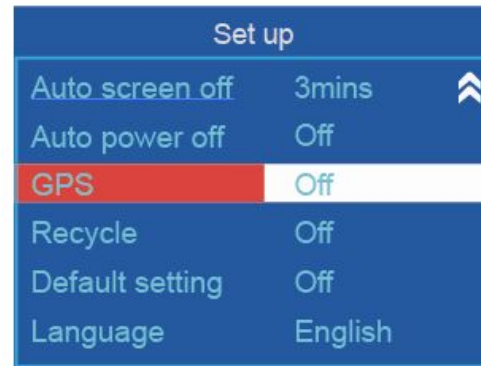 Set up
Auto screen off 3mins
Auto power off Off
GPS Off
Recycle Off
Default setting Off
Language English